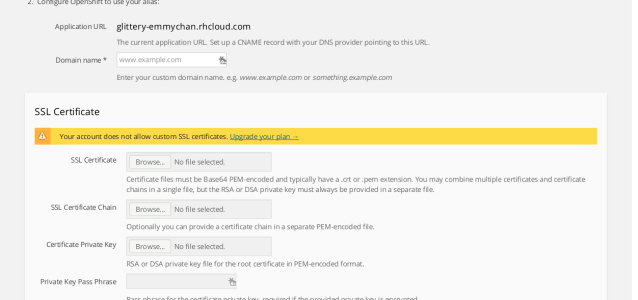 2. Configure OpenShift to use your alias:
Application URL
glittery-emmychan.rhcloud.com
The current application URL. Set up a CNAME record with your DNS provider pointing to this URL.
Domain name *
www.example.com
Enter your custom domain name. e.g. www.example.com or something.example.com
SSL Certificate
Your account does not allow custom SSL certificates. Upgrade your plan →
SSL Certificate
Browse... No file selected.
Certificate files must be Base64 PEM-encoded and typically have a .crt or .pem extension. You may combine multiple certificates and certificate
chains in a single file, but the RSA or DSA private key must always be provided in a separate file.
SSL Certificate Chain
Browse... No file selected.
Optionally you can provide a certificate chain in a separate PEM-encoded file.
Certificate Private Key
Browse... No file selected.
RSA or DSA private key file for the root certificate in PEM-encoded format.
Private Key Pass Phrase
Pass phrase for the certificate private key, required if the provided private key is encrypted.